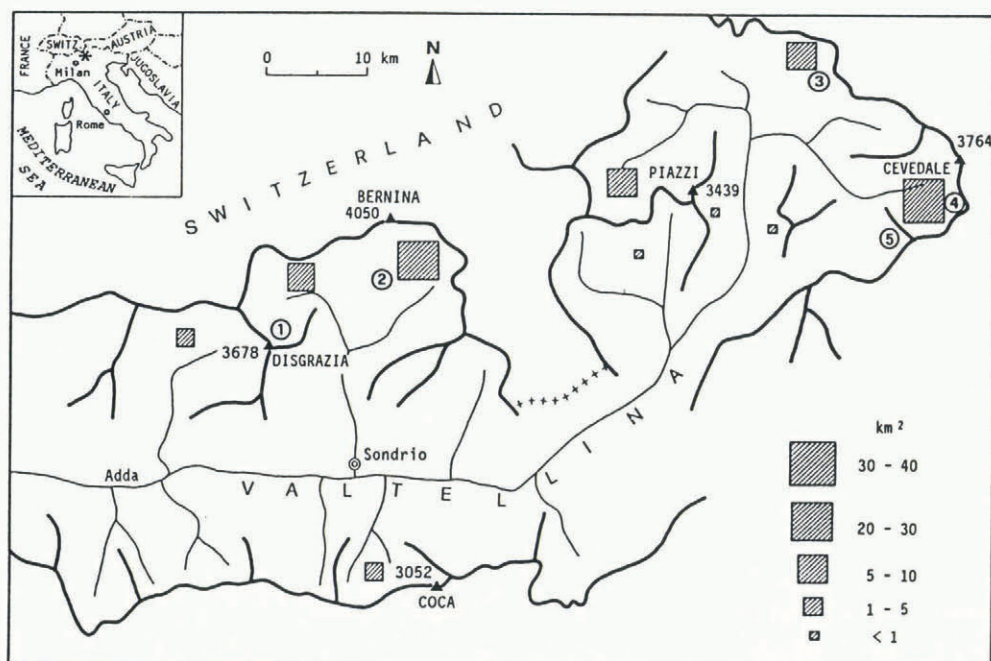 FRANCE
SWITZ.
AUSTRIA
JUGOSLAVIA
Milan
ITALY
Rome
MEDITERRANEAN
SEA
0 10 km
N
SWITZERLAND
3
3764
CEVEDALE
4
5
PIAZZI
3439
BERNINA
4050
2
1
3678
DISGRAZIA
Sondrio
Adda
VALTELLINA
3052
COCA
km²
30 - 40
20 - 30
5 - 10
1 - 5
< 1